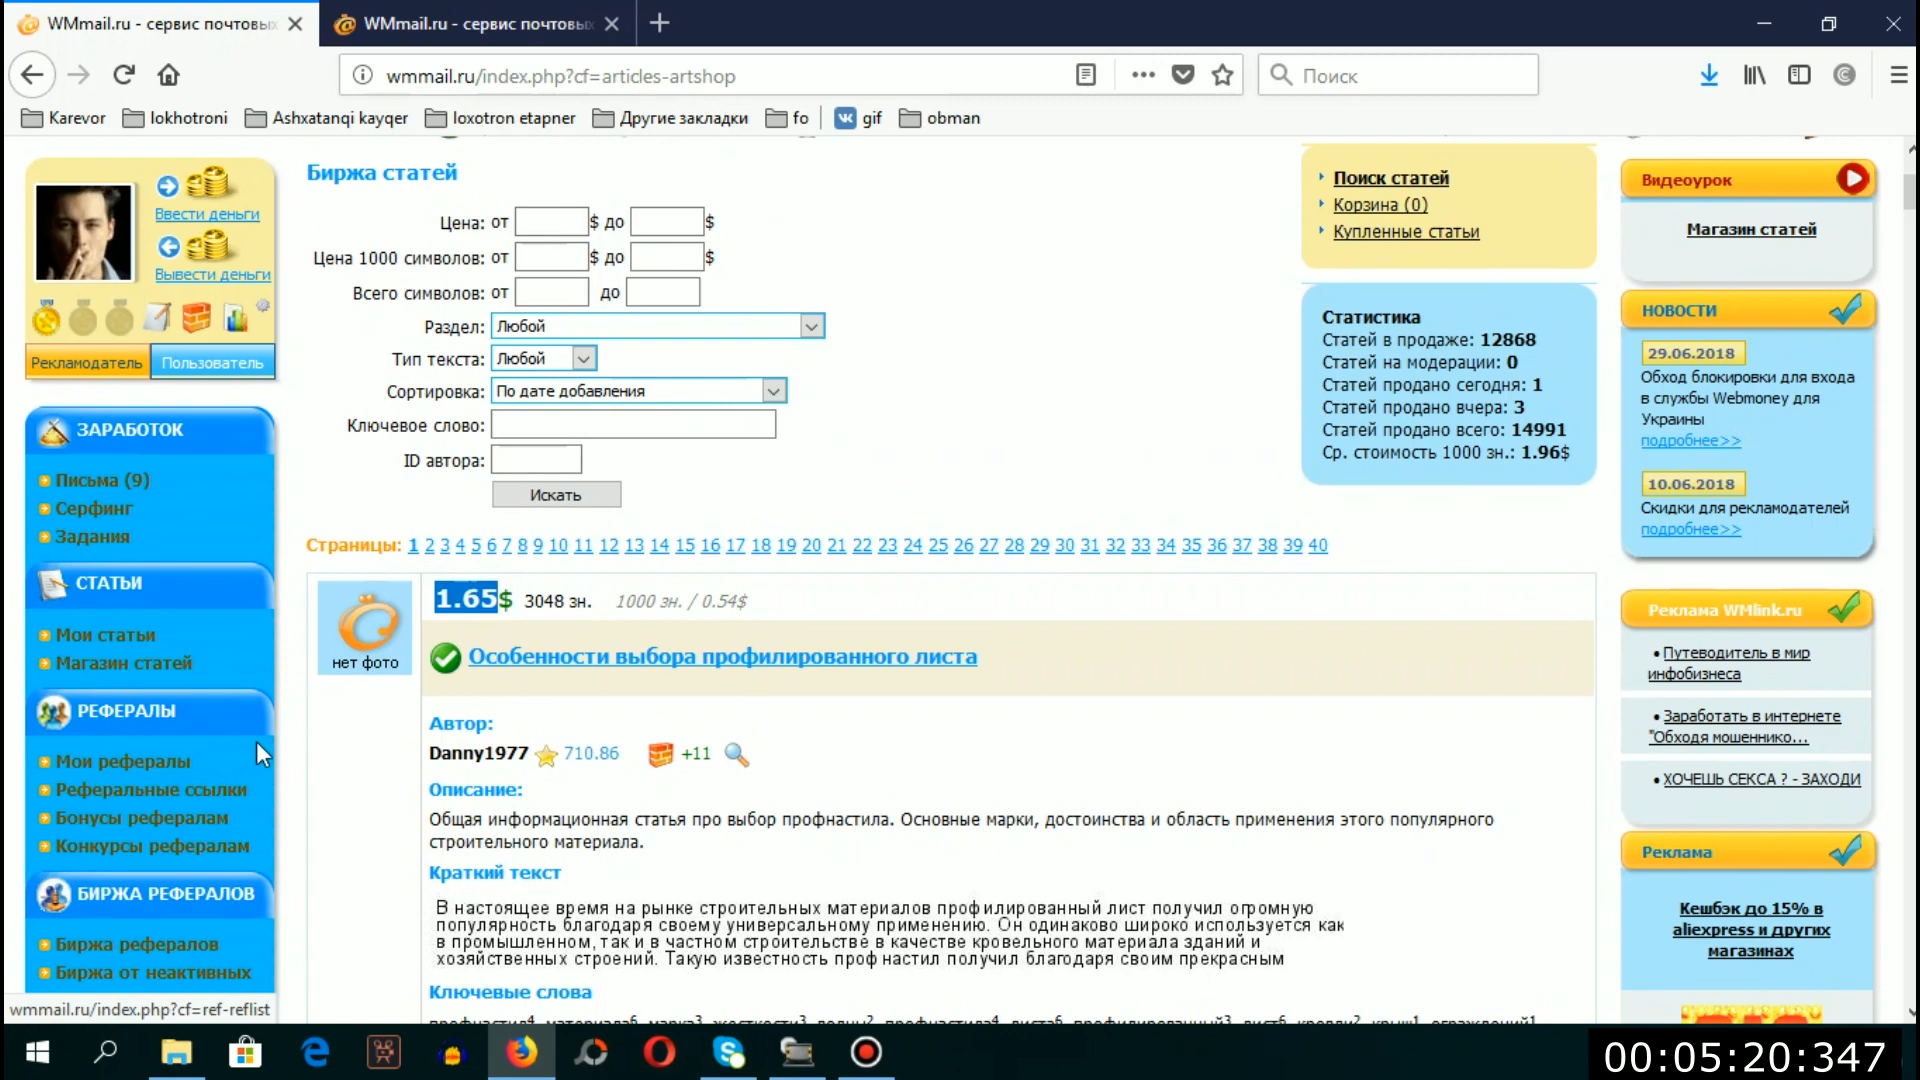 WMmail.ru - сервис почтовых
WMmail.ru - сервис почтовых
wmmail.ru/index.php?cf=articles-artshop
Поиск
Karevor
lokhotroni
Ashxatanqi kayqer
loxotron etapner
Другие закладки
fo
gif
obman
Ввести деньги
Вывести деньги
Рекламодатель
Пользователь
ЗАРАБОТОК
Письма (9)
Серфинг
Задания
СТАТЬИ
Мои статьи
Магазин статей
РЕФЕРАЛЫ
Мои рефералы
Реферальные ссылки
Бонусы рефералам
Конкурсы рефералам
БИРЖА РЕФЕРАЛОВ
Биржа рефералов
Биржа от неактивных
wmmail.ru/index.php?cf=ref-reflist
Биржа статей
Цена: от $ до $
Цена 1000 символов: от $ до $
Всего символов: от до
Раздел: Любой
Тип текста: Любой
Сортировка: По дате добавления
Ключевое слово:
ID автора:
Искать
Поиск статей
Корзина (0)
Купленные статьи
Статистика
Статей в продаже: 12868
Статей на модерации: 0
Статей продано сегодня: 1
Статей продано вчера: 3
Статей продано всего: 14991
Ср. стоимость 1000 зн.: 1.96$
Страницы: 1 2 3 4 5 6 7 8 9 10 11 12 13 14 15 16 17 18 19 20 21 22 23 24 25 26 27 28 29 30 31 32 33 34 35 36 37 38 39 40
нет фото
1.65$ 3048 зн. 1000 зн. / 0.54$
Особенности выбора профилированного листа
Автор:
Danny1977 710.86 +11
Описание:
Общая информационная статья про выбор профнастила. Основные марки, достоинства и область применения этого популярного
строительного материала.
Краткий текст
В настоящее время на рынке строительных материалов профилированный лист получил огромную
популярность благодаря своему универсальному применению. Он одинаково широко используется как
в промышленном, так и в частном строительстве в качестве кровельного материала зданий и
хозяйственных строений. Такую известность профнастил получил благодаря своим прекрасным
Ключевые слова
Видеоурок
Магазин статей
НОВОСТИ
29.06.2018
Обход блокировки для входа
в службы Webmoney для
Украины
подробнее>>
10.06.2018
Скидки для рекламодателей
подробнее>>
Реклама WMlink.ru
• Путеводитель в мир
инфобизнеса
• Заработать в интернете
"Обходя мошеннико...
• ХОЧЕШЬ СЕКСА ? - ЗАХОДИ
Реклама
Кешбэк до 15% в
aliexpress и других
магазинах
00:05:20:347